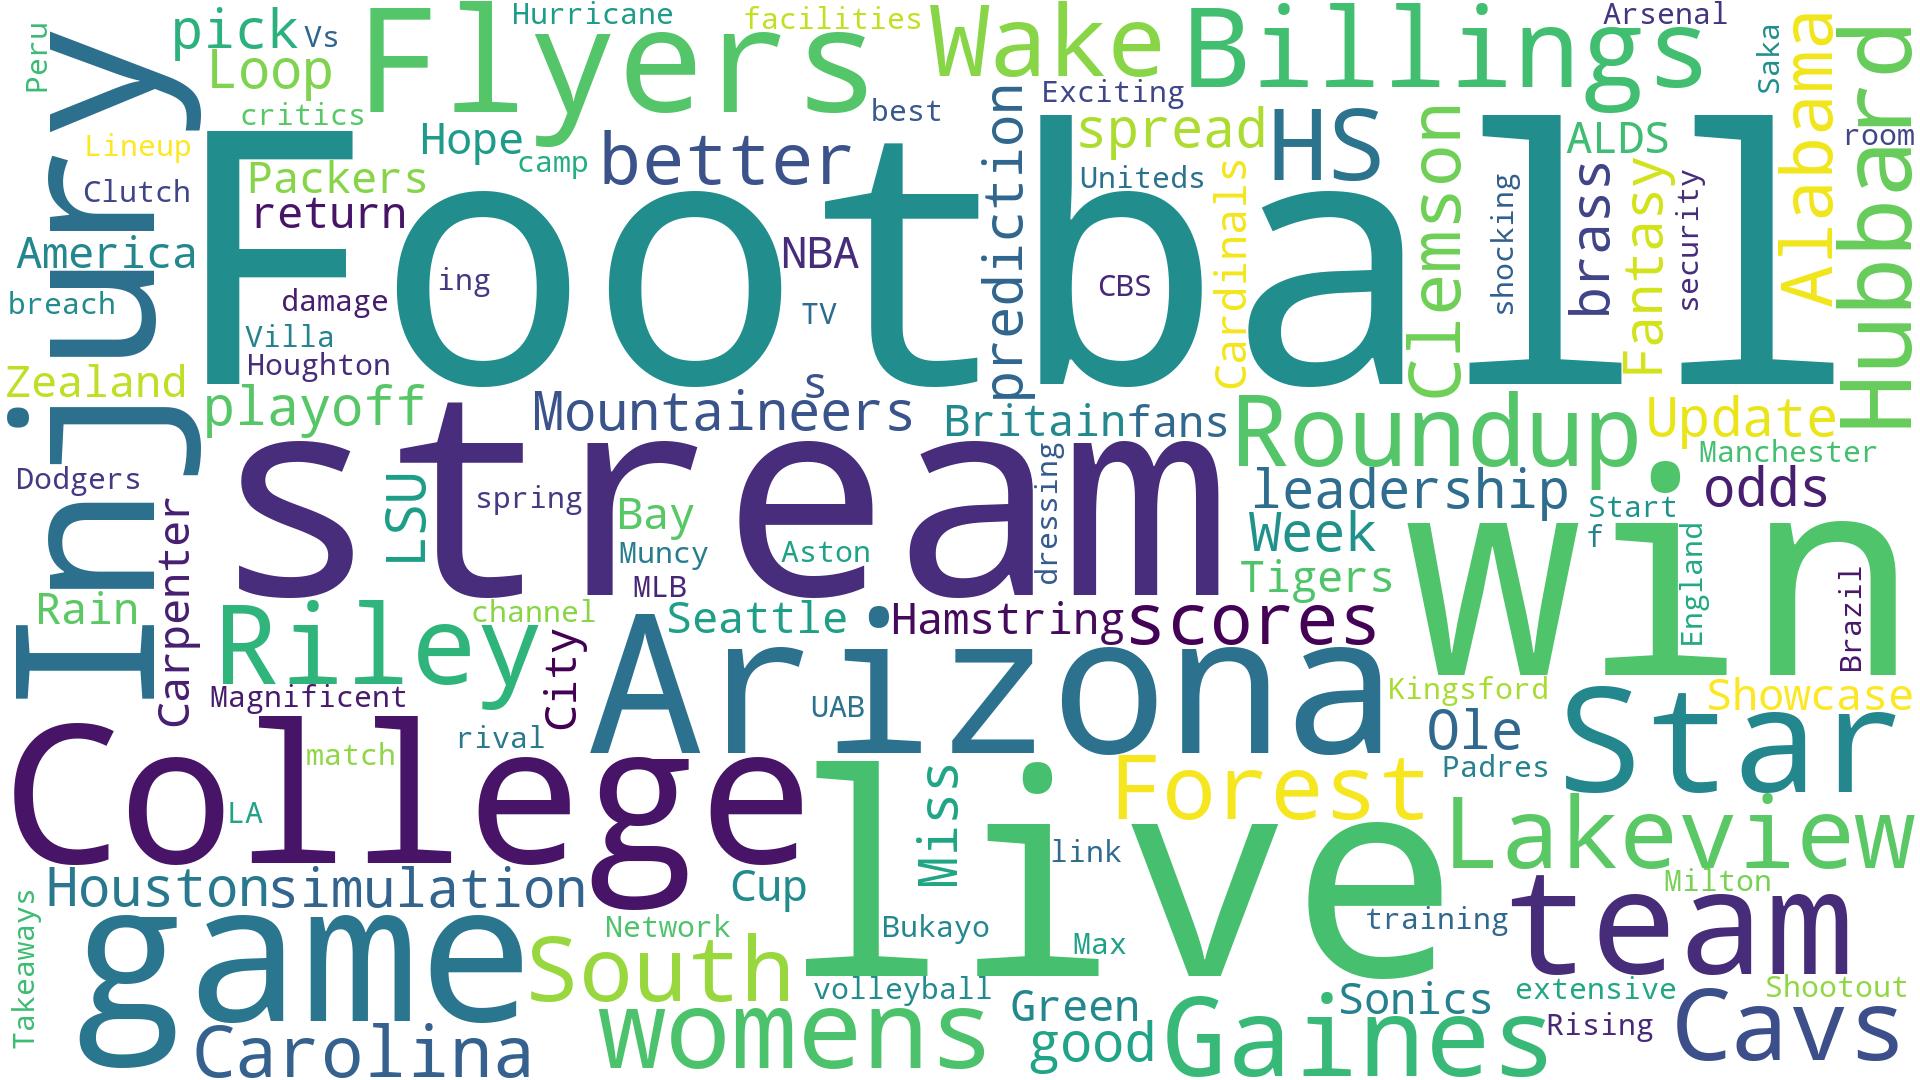 Peru
Injury
pick
Vs
Loop
critics
Flyers
Hurricane
facilities
Wake
Billings
Arsenal
Saka
Alabama
Hubbard
room
Lineup
Clutch
Packers
return
Hope
camp
better
best
Exciting
spread
Uniteds
prediction
HS
Clemson
ALDS
brass
shocking
Fantasy
security
Cardinals
America
breach
Football
damage
ing
Villa
Houghton
NBA
TV
CBS
s
Zealand
playoff
Mountaineers
Britain
fans
Roundup
Update
Manchester
Dodgers
Carpenter
stream
LSU
spring
Bay
Muncy
MLB
Aston
dressing
leadership
Week
Tigers
Start
f
odds
win
England
Brazil
Rain
Riley
channel
City
Seattle
Hamstring
scores
Magnificent
Arizona
UAB
Kingsford
Ole
Padres
Showcase
Star
College
match
LA
rival
live
Miss
link
Forest
Lakeview
Milton
Houston
simulation
Cup
Network
Bukayo
Max
training
team
Takeaways
game
South
volleyball
Green
Sonics
extensive
Shootout
Carolina
womens
good
Gaines
Rising
Cavs